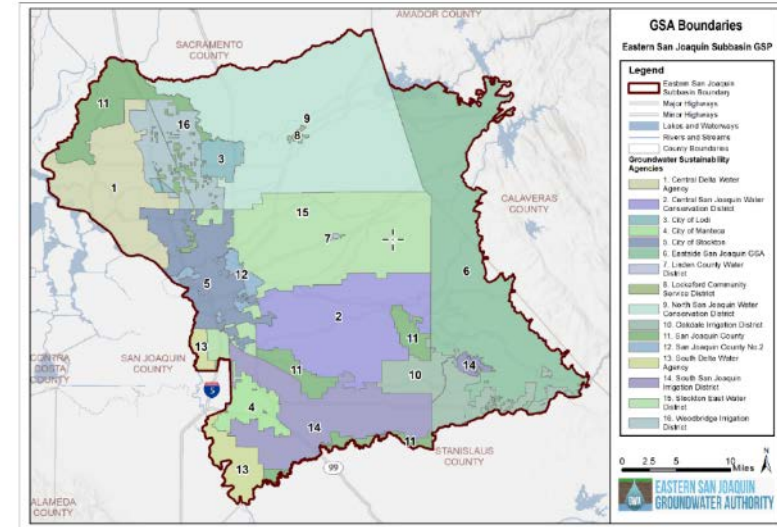 AMADOR COUNTY
SACRAMENTO
COUNTY
11
16
9
8
3
1
CALAVERAS
COUNTY
15
7
6
5
12
2
11
13
SAN JOAQUIN
COUNTY
CONTRA
COSTA
COUNTY
5
11
10
14
4
14
11
13
STANISLAUS
COUNTY
99
ALAMEDA
COUNTY
GSA Boundaries
Eastern San Joaquin Subbasin GSP
Legend
Eastern San Joaquin
Subbasin Boundary
Major Highways
Minor Highways
Lakes and Waterways
Rivers and Streams
County Boundaries
Groundwater Sustainability
Agencies
1. Central Delta Water
Agency
2. Central San Joaquin Water
Conservation District
3. City of Lodi
4. City of Manteca
5. City of Stockton
6. Eastside San Joaquin GSA
7. Linden County Water
District
8. Lockeford Community
Service District
9. North San Joaquin Water
Conservation District
10. Oakdale Irrigation District
11. San Joaquin County
12. San Joaquin County No.2
13. South Delta Water
Agency
14. South San Joaquin
Irrigation District
15. Stockton East Water
District
16. Woodbridge Irrigation
District
0 2.5 5 10
Miles
N
EASTERN SAN JOAQUIN
GROUNDWATER AUTHORITY